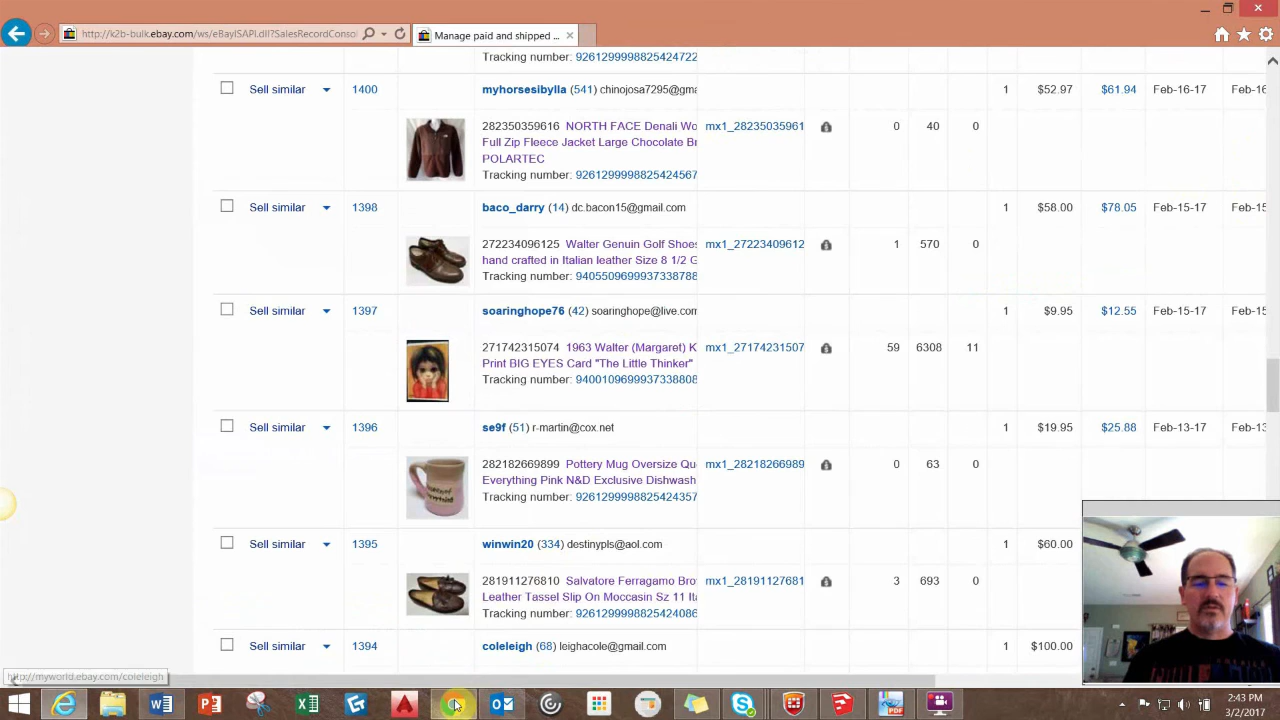 http://k2b-bulk.ebay.com/ws/eBayISAPI.dll?SalesRecordConso
Manage paid and shipped ...
Tracking number: 9261299998825424722
Sell similar 1400 myhorsesibylla (541) chinojosa7295@gma 1 $52.97 $61.94 Feb-16-17 Feb-16
282350359616 NORTH FACE Denali Wo mx1_28235035961 0 40 0
Full Zip Fleece Jacket Large Chocolate Br
POLARTEC
Tracking number: 9261299998825424567
Sell similar 1398 baco_darry (14) dc.bacon15@gmail.com 1 $58.00 $78.05 Feb-15-17 Feb-15
272234096125 Walter Genuin Golf Shoes mx1_27223409612 1 570 0
hand crafted in Italian leather Size 8 1/2 G
Tracking number: 9405509699937338788
Sell similar 1397 soaringhope76 (42) soaringhope@live.com 1 $9.95 $12.55 Feb-15-17 Feb-15
271742315074 1963 Walter (Margaret) K mx1_27174231507 59 6308 11
Print BIG EYES Card "The Little Thinker"
Tracking number: 9400109699937338808
Sell similar 1396 se9f (51) r-martin@cox.net 1 $19.95 $25.88 Feb-13-17 Feb-13
282182669899 Pottery Mug Oversize Qu mx1_28218266989 0 63 0
Everything Pink N&D Exclusive Dishwash
Tracking number: 9261299998825424357
Sell similar 1395 winwin20 (334) destinypls@aol.com 1 $60.00
281911276810 Salvatore Ferragamo Bro mx1_28191127681 3 693 0
Leather Tassel Slip On Moccasin Sz 11 Ita
Tracking number: 9261299998825424086
Sell similar 1394 coleleigh (68) leighacole@gmail.com 1 $100.00
http://myworld.ebay.com/coleleigh
2:43 PM
3/2/2017